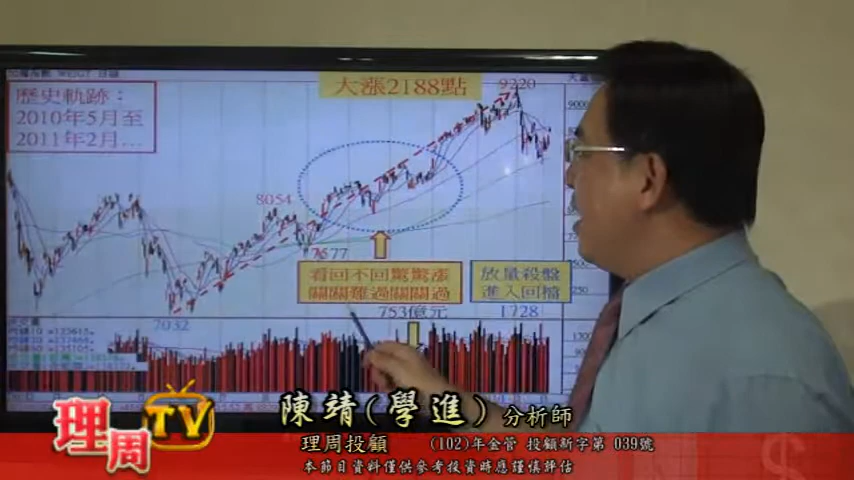 大漲2188點
9220
歷史軌跡：
2010年5月至
2011年2月...
8054
7677
看回不回驚驚漲
關關難過關關過
放量殺盤
進入回檔
753億元
1728
7032
理周TV
陳靖(學進) 分析師
理周投顧 (102)年金管 投顧新字第 039號
本節目資料僅供參考投資時應謹慎評估